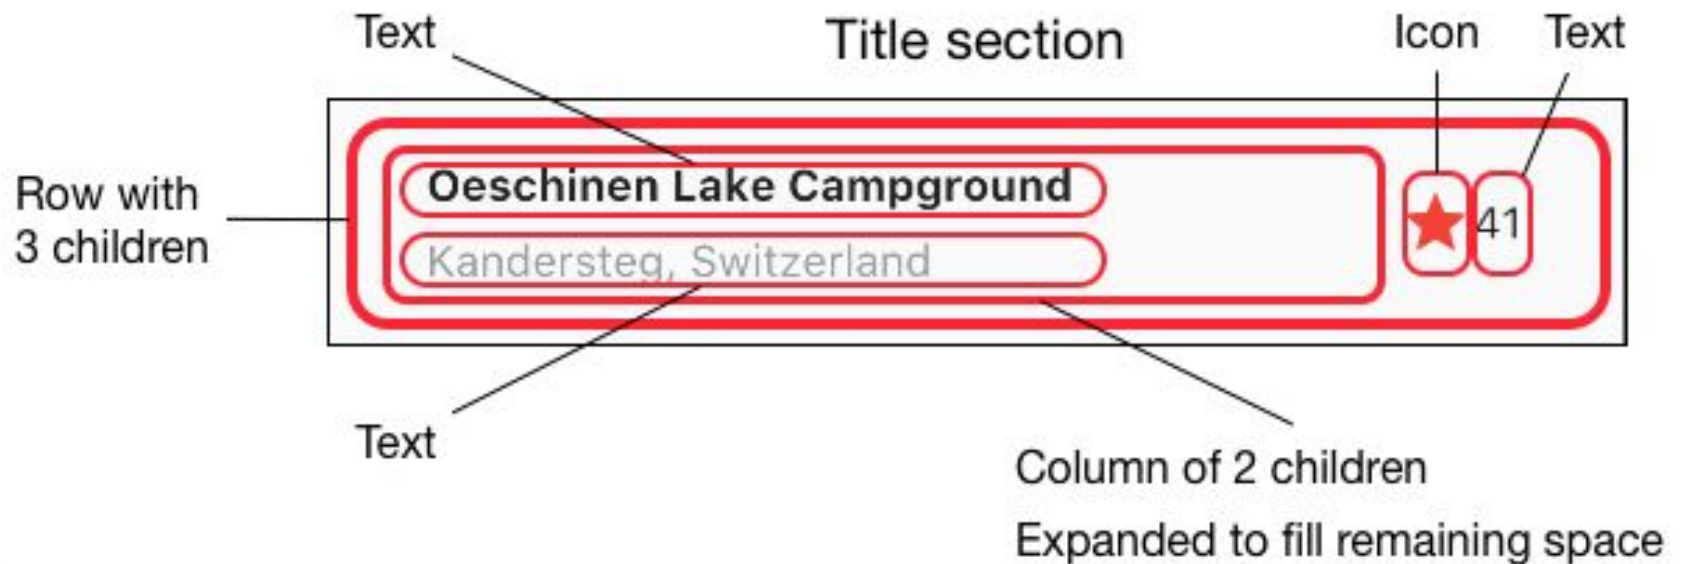 Text
Title section
Icon
Text
Row with
3 children
Oeschinen Lake Campground
41
Kandersteg, Switzerland
Text
Column of 2 children
Expanded to fill remaining space